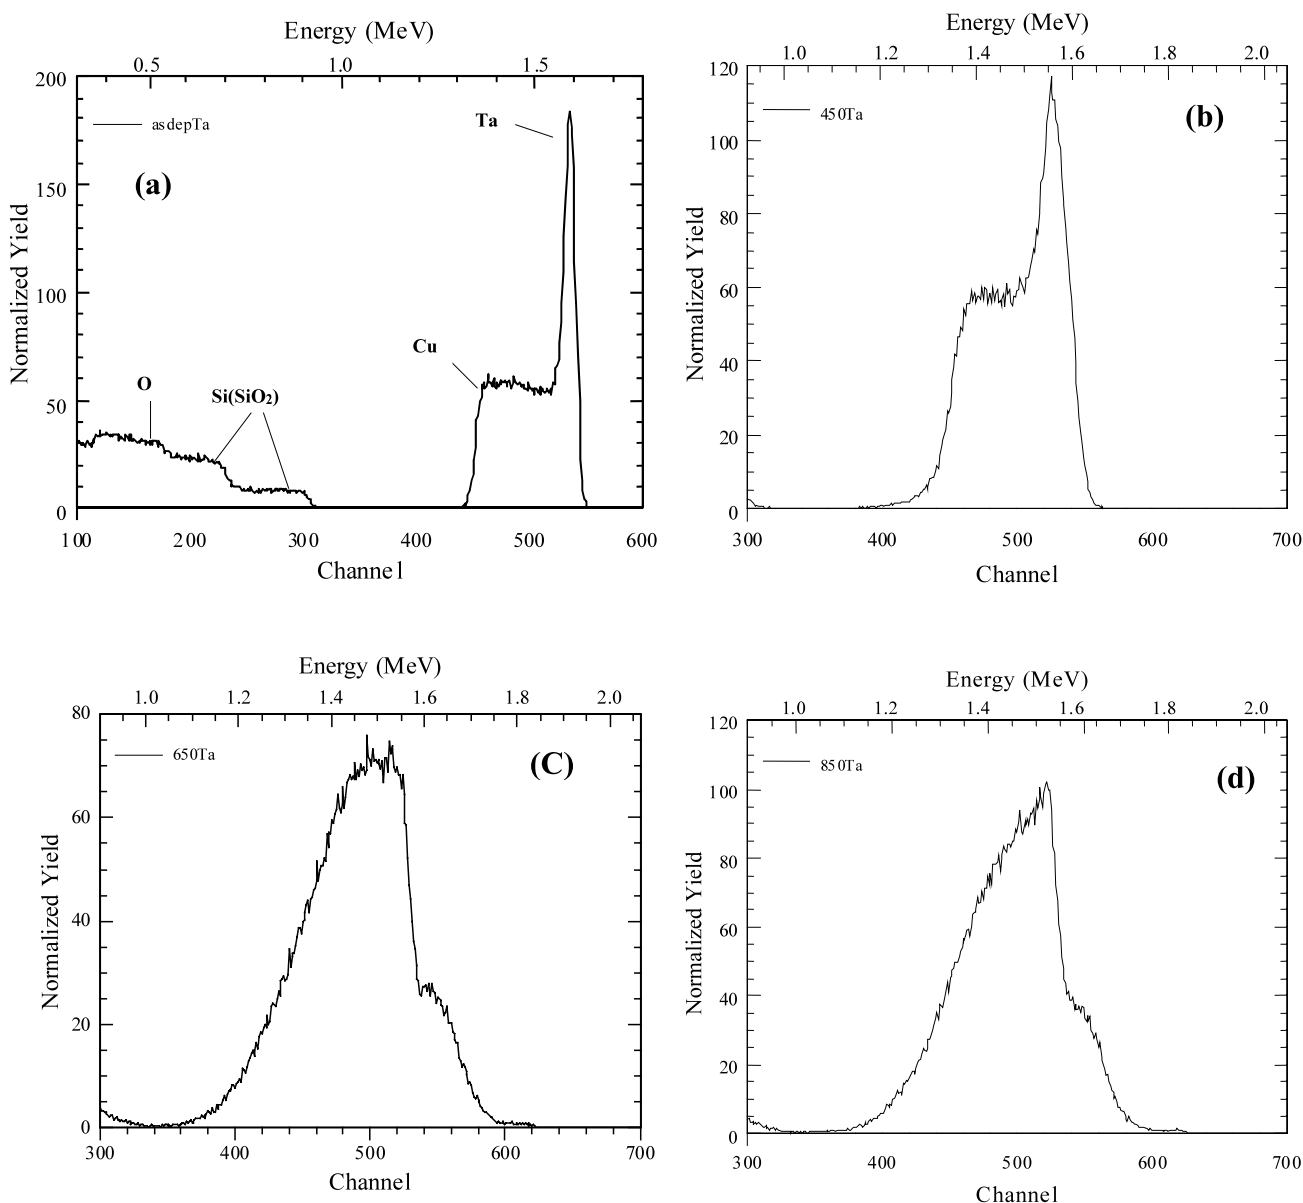 Energy (MeV)
0.5 1.0 1.5
200
150
100
50
0
asdepTa
(a)
Ta
Cu
O
Si(SiO2)
Normalized Yield
100 200 300 400 500 600
Channel
Energy (MeV)
1.0 1.2 1.4 1.6 1.8 2.0
120
100
80
60
40
20
0
450Ta
(b)
Normalized Yield
300 400 500 600 700
Channel
Energy (MeV)
1.0 1.2 1.4 1.6 1.8 2.0
80
60
40
20
0
650Ta
(C)
Normalized Yield
300 400 500 600 700
Channel
Energy (MeV)
1.0 1.2 1.4 1.6 1.8 2.0
120
100
80
60
40
20
0
850Ta
(d)
Normalized Yield
300 400 500 600 700
Channel